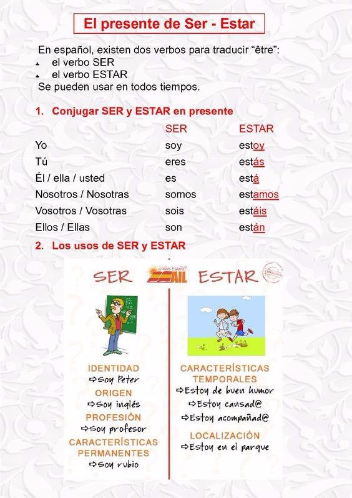 El presente de Ser - Estar
En español, existen dos verbos para traducir "être":
el verbo SER
el verbo ESTAR
Se pueden usar en todos tiempos.
1. Conjugar SER y ESTAR en presente
SER ESTAR
Yo soy estoy
Tú eres estás
Él / ella / usted es está
Nosotros / Nosotras somos estamos
Vosotros / Vosotras sois estáis
Ellos / Ellas son están
2. Los usos de SER y ESTAR
SER ESTAR
IDENTIDAD
⇨Soy Peter
ORIGEN
⇨Soy inglés
PROFESIÓN
⇨Soy profesor
CARACTERÍSTICAS
PERMANENTES
⇨Soy rubio
CARACTERÍSTICAS
TEMPORALES
⇨Estoy de buen humor
⇨Estoy causad@
⇨Estoy acompañad@
LOCALIZACIÓN
⇨Estoy en el parque